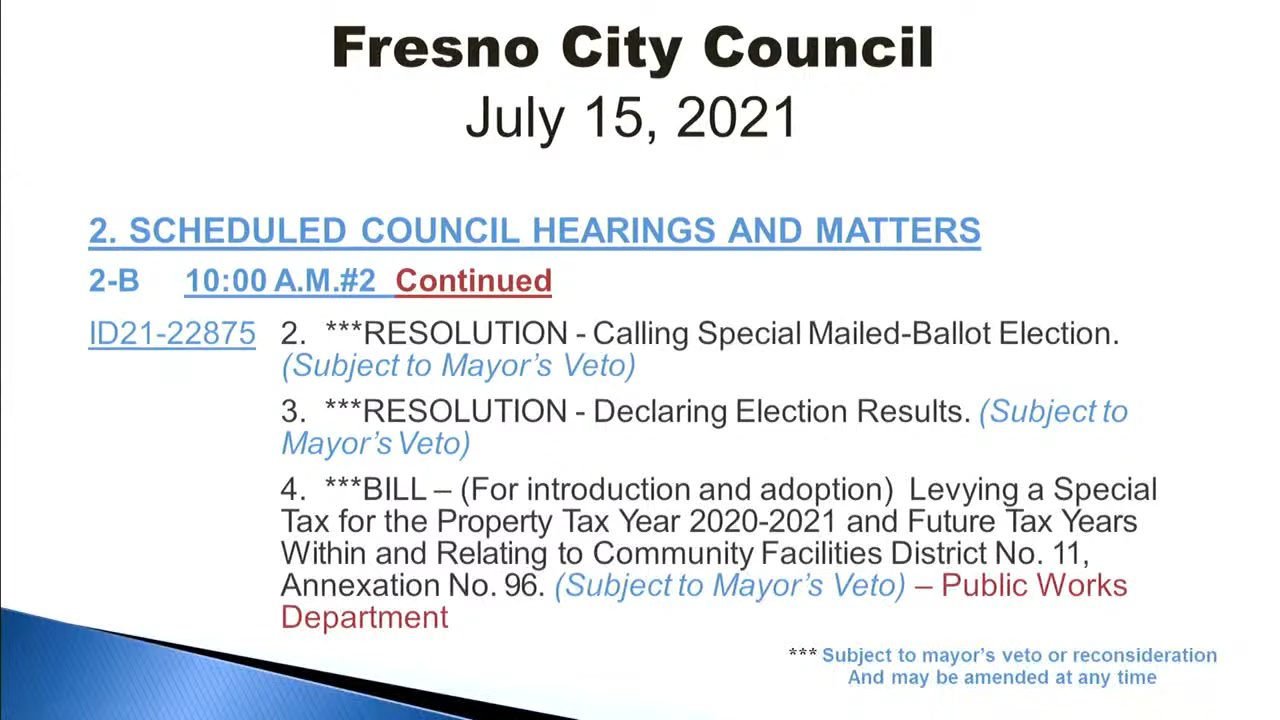 Fresno City Council
July 15, 2021
2. SCHEDULED COUNCIL HEARINGS AND MATTERS
2-B 10:00 A.M.#2 Continued
ID21-22875 2. ***RESOLUTION - Calling Special Mailed-Ballot Election.
(Subject to Mayor's Veto)
3. ***RESOLUTION - Declaring Election Results. (Subject to
Mayor's Veto)
4. ***BILL – (For introduction and adoption) Levying a Special
Tax for the Property Tax Year 2020-2021 and Future Tax Years
Within and Relating to Community Facilities District No. 11,
Annexation No. 96. (Subject to Mayor's Veto) – Public Works
Department
*** Subject to mayor's veto or reconsideration
And may be amended at any time